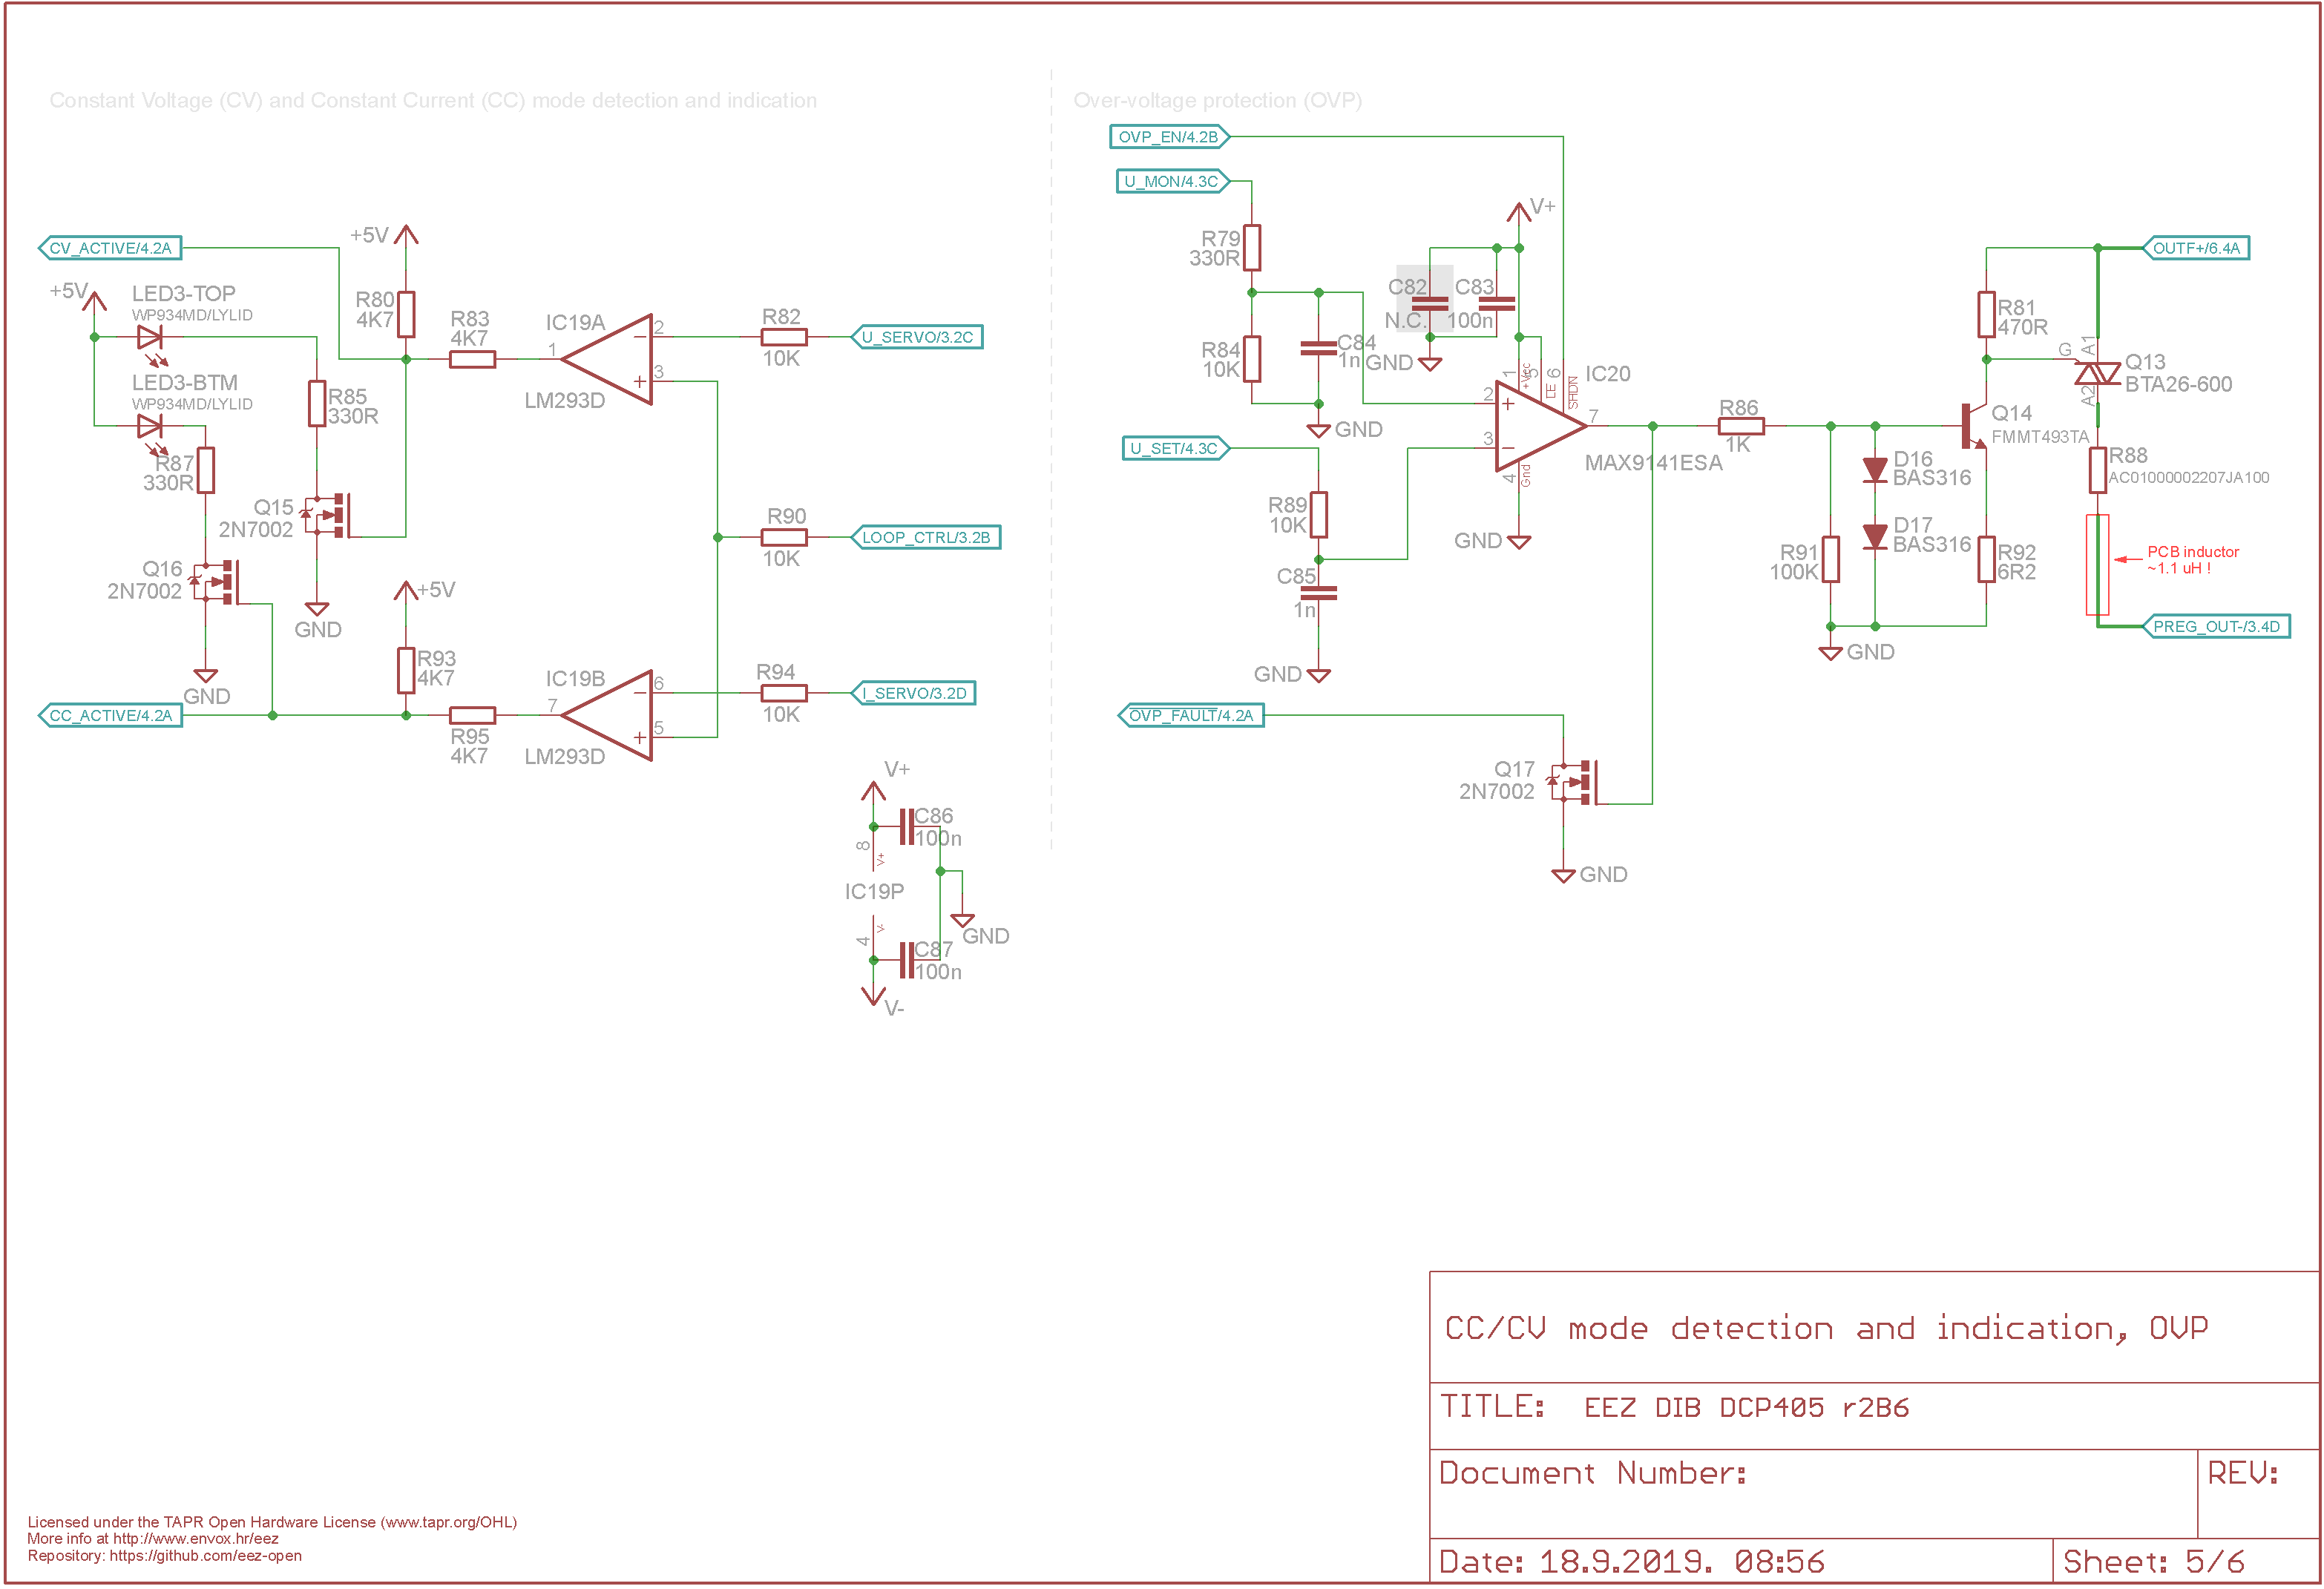 Constant Voltage (CV) and Constant Current (CC) mode detection and indication
CV_ACTIVE/4.2A
+5V
+5V
LED3-TOP
WP934MD/LYLID
R80
4K7
R83
4K7
IC19A
1
2
3
LM293D
R82
10K
U_SERVO/3.2C
LED3-BTM
WP934MD/LYLID
R85
330R
R87
330R
Q15
2N7002
GND
Q16
2N7002
GND
R90
10K
LOOP_CTRL/3.2B
+5V
R93
4K7
CC_ACTIVE/4.2A
R95
4K7
IC19B
7
6
5
LM293D
R94
10K
I_SERVO/3.2D
V+
C86
100n
8
V+
IC19P
4
V-
GND
C87
100n
V-
Over-voltage protection (OVP)
OVP_EN/4.2B
U_MON/4.3C
R79
330R
R84
10K
C84
1n
GND
V+
C82
N.C.
C83
100n
GND
1
+Vcc
5
LE
6
SHDN
IC20
2
3
7
4
Gnd
MAX9141ESA
GND
U_SET/4.3C
R89
10K
C85
1n
GND
OVP_FAULT/4.2A
Q17
2N7002
GND
R86
1K
R91
100K
D16
BAS316
D17
BAS316
GND
R81
470R
Q14
FMMT493TA
R92
6R2
OUTF+/6.4A
G
A1
A2
Q13
BTA26-600
R88
AC01000002207JA100
PCB inductor
~1.1 uH !
PREG_OUT-/3.4D
CC/CV mode detection and indication, OVP
TITLE: EEZ DIB DCP405 r2B6
Document Number:
REV:
Date: 18.9.2019. 08:56
Sheet: 5/6
Licensed under the TAPR Open Hardware License (www.tapr.org/OHL)
More info at http://www.envox.hr/eez
Repository: https://github.com/eez-open